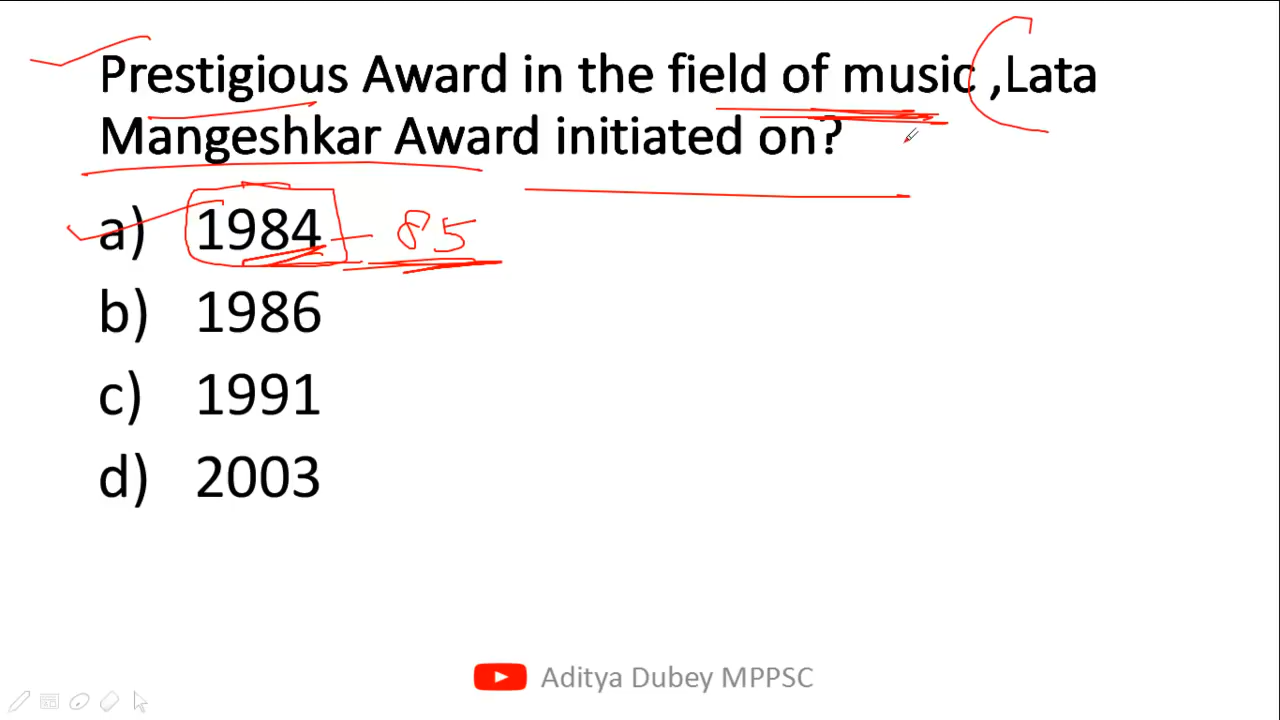 Prestigious Award in the field of music ,Lata
Mangeshkar Award initiated on?
a) 1984 - 85
b) 1986
c) 1991
d) 2003
Aditya Dubey MPPSC